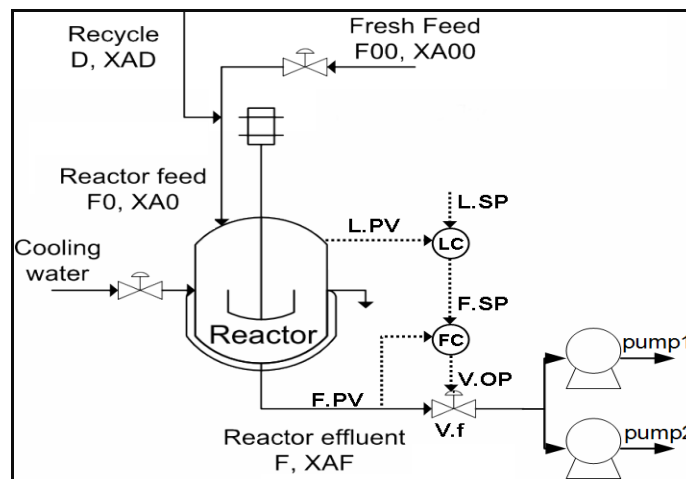 Recycle
D, XAD
Fresh Feed
F00, XA00
Reactor feed
F0, XA0
L.SP
L.PV
LC
Cooling
water
F.SP
Reactor
FC
pump1
V.OP
F.PV
V.f
Reactor effluent
F, XAF
pump2